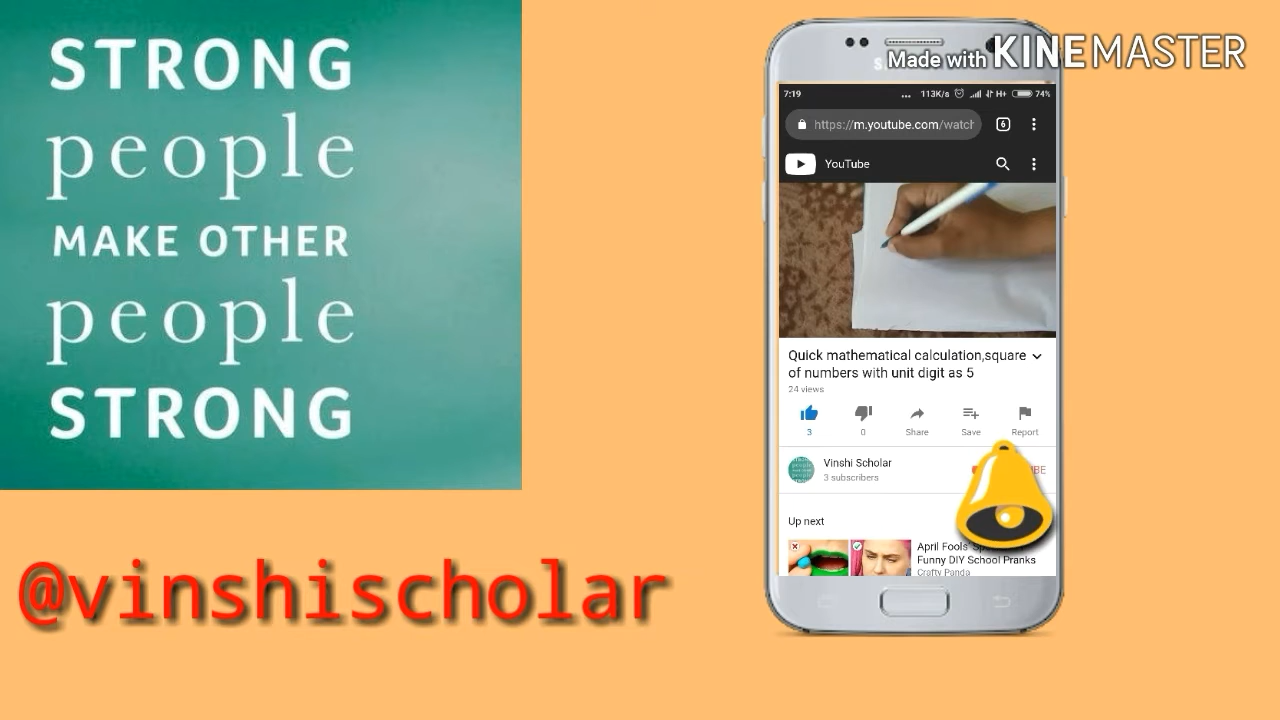 STRONG
people
MAKE OTHER
people
STRONG
@vinshischolar
Made with KINEMASTER
7:19 ... 113K/s H+ 74%
https://m.youtube.com/watch
6
YouTube
Quick mathematical calculation,square
of numbers with unit digit as 5
24 views
3 0 Share Save Report
Vinshi Scholar
3 subscribers
Up next
April Fools'
Funny DIY School Pranks
Crafty Panda